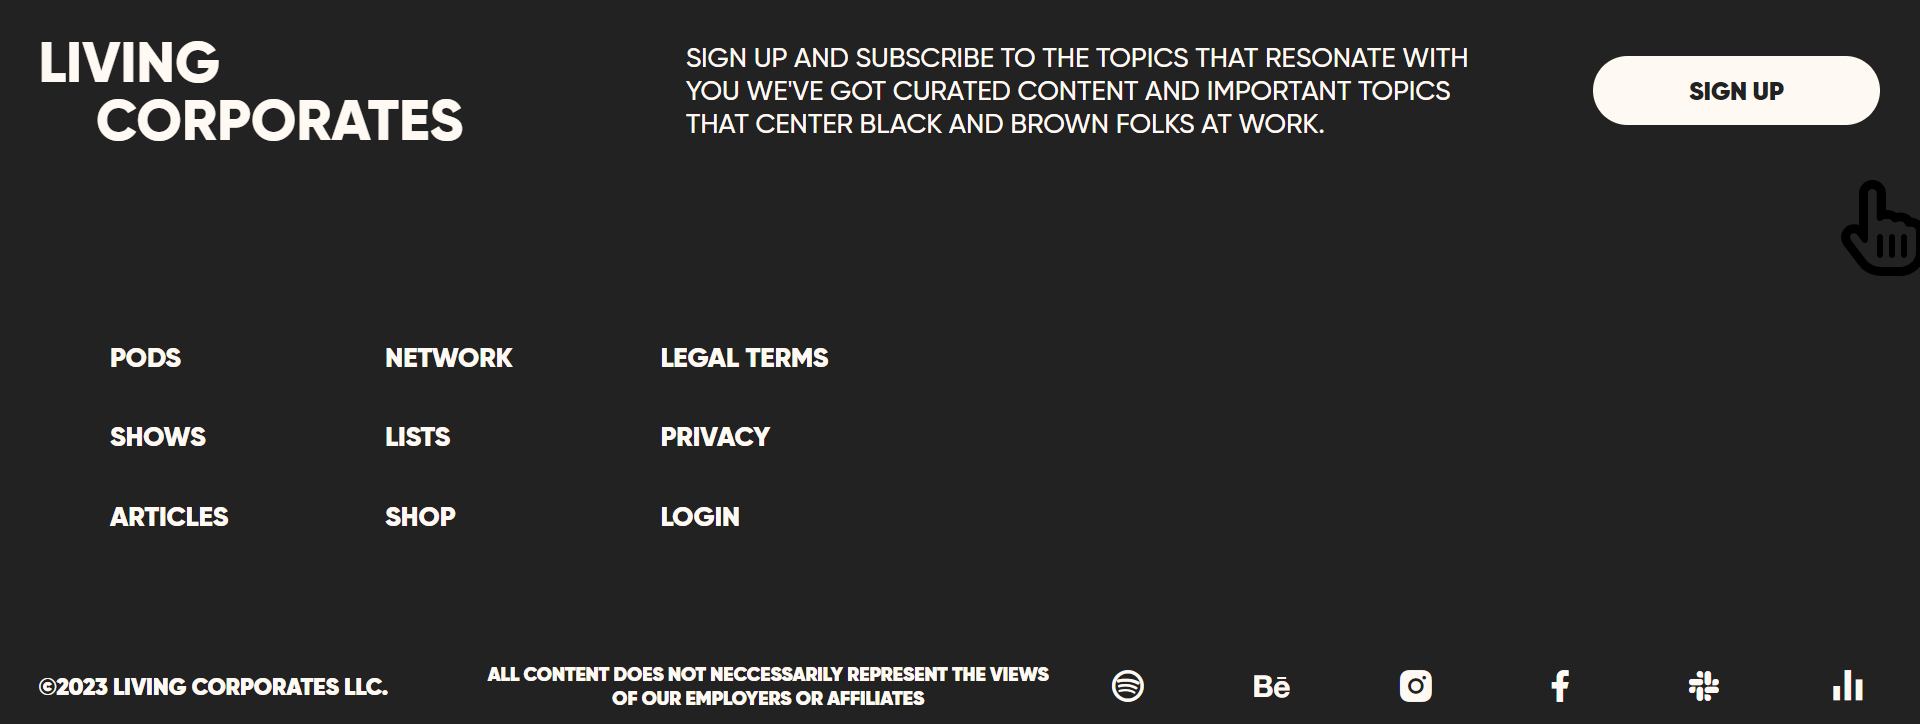 LIVING
CORPORATES
SIGN UP AND SUBSCRIBE TO THE TOPICS THAT RESONATE WITH
YOU WE'VE GOT CURATED CONTENT AND IMPORTANT TOPICS
THAT CENTER BLACK AND BROWN FOLKS AT WORK.
SIGN UP
PODS
NETWORK
LEGAL TERMS
SHOWS
LISTS
PRIVACY
ARTICLES
SHOP
LOGIN
©2023 LIVING CORPORATES LLC.
ALL CONTENT DOES NOT NECCESSARILY REPRESENT THE VIEWS
OF OUR EMPLOYERS OR AFFILIATES
Bē